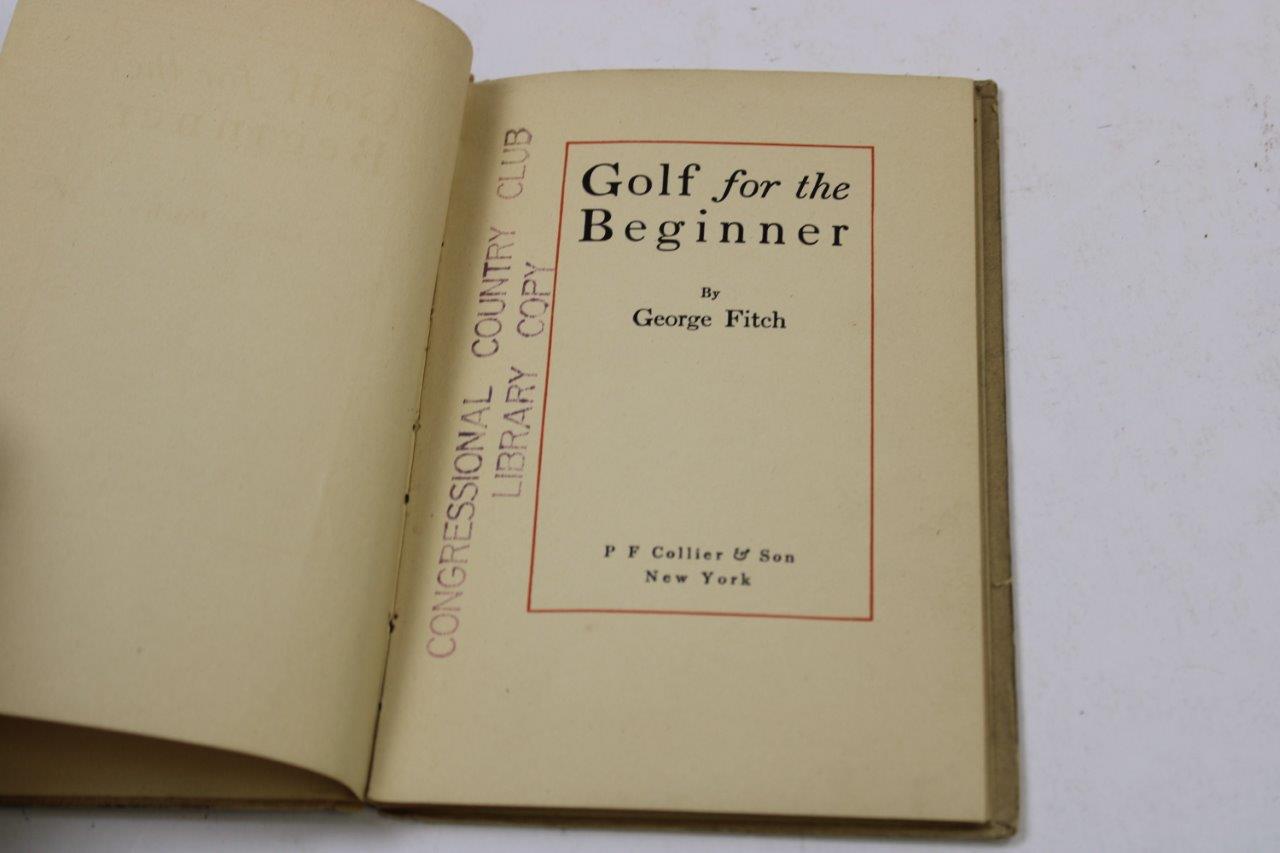 CONGRESSIONAL COUNTRY CLUB
LIBRARY COPY
Golf for the
Beginner
By
George Fitch
P F Collier & Son
New York